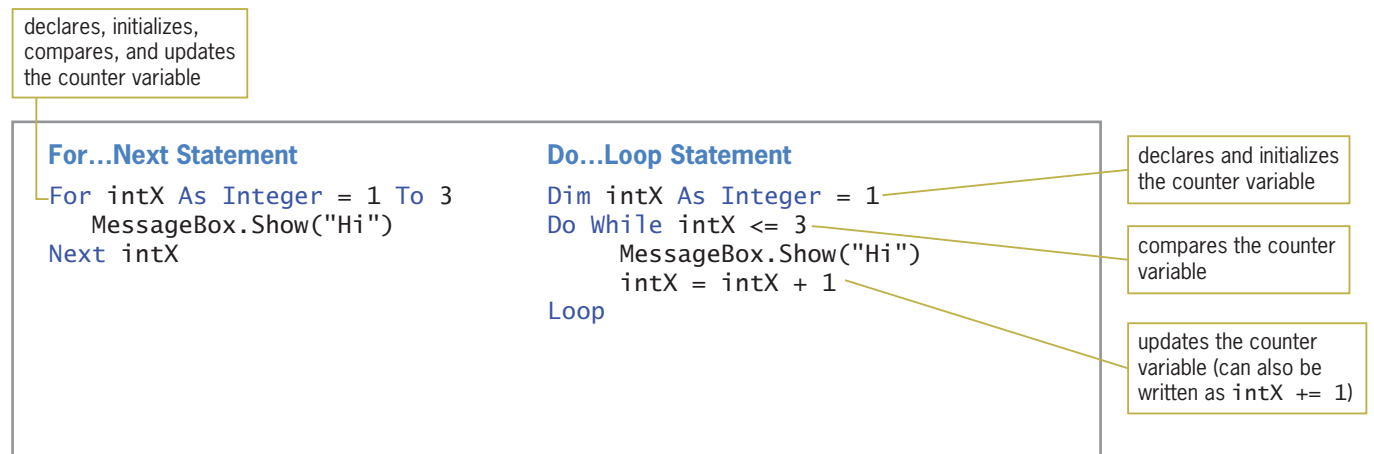 declares, initializes,
compares, and updates
the counter variable
For…Next Statement
For intX As Integer = 1 To 3
MessageBox.Show("Hi")
Next intX
Do…Loop Statement
Dim intX As Integer = 1
Do While intX <= 3
MessageBox.Show("Hi")
intX = intX + 1
Loop
declares and initializes
the counter variable
compares the counter
variable
updates the counter
variable (can also be
written as intX += 1)